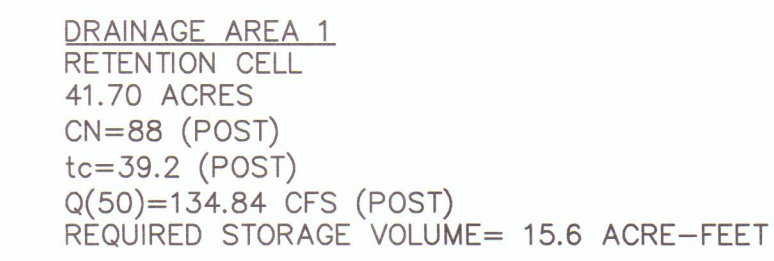 DRAINAGE AREA 1
RETENTION CELL
41.70 ACRES
CN=88 (POST)
tc=39.2 (POST)
Q(50)=134.84 CFS (POST)
REQUIRED STORAGE VOLUME= 15.6 ACRE-FEET